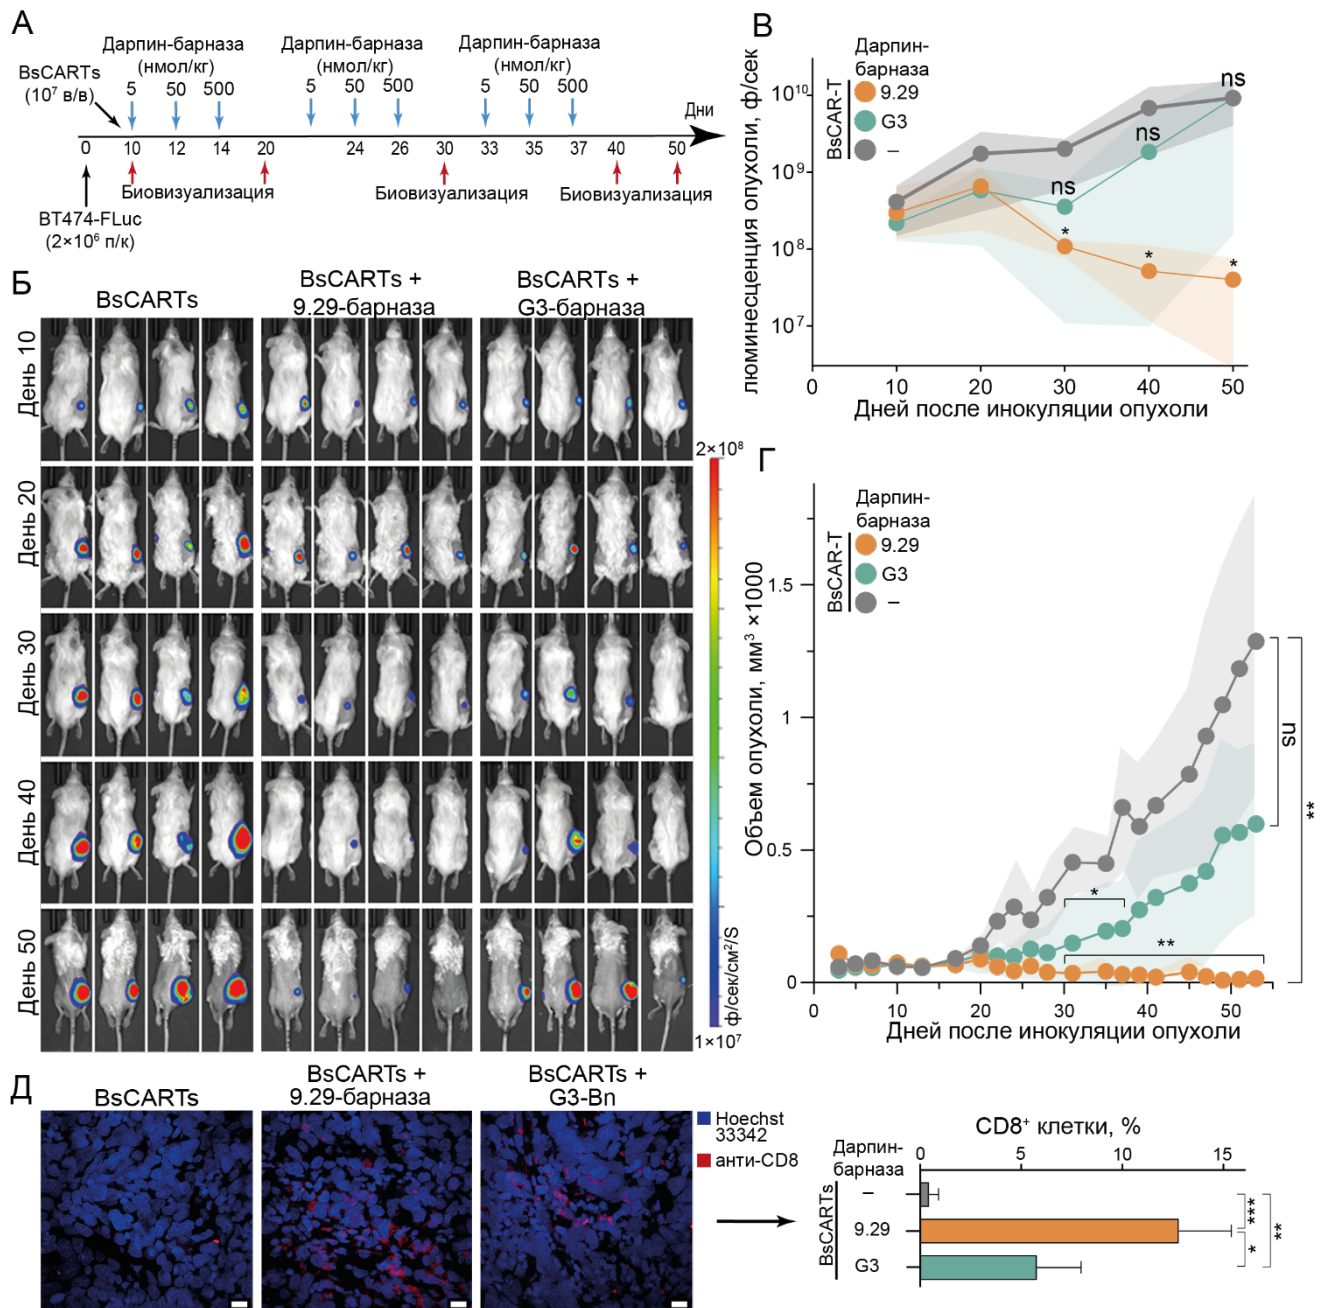 А
Дарпин-барназа
(нмол/кг)
Дарпин-барназа
(нмол/кг)
Дарпин-барназа
(нмол/кг)
BsCARTs
(10⁷ в/в)
5 50 500
5 50 500
5 50 500
Дни
0 10 12 14 20 24 26 30 33 35 37 40 50
Биовизуализация
Биовизуализация
Биовизуализация
BT474-FLuc
(2×10⁶ п/к)
Б
BsCARTs
BsCARTs +
9.29-барназа
BsCARTs +
G3-барназа
День 10
День 20
День 30
День 40
День 50
2×10⁸
ф/сек/см²/S
1×10⁷
В
Дарпин-
барназа
BsCAR-T
9.29
G3
–
люминесценция опухоли, ф/сек
10¹⁰
10⁹
10⁸
10⁷
ns
ns
ns
*
*
*
0 10 20 30 40 50
Дней после инокуляции опухоли
Г
Дарпин-
барназа
BsCAR-T
9.29
G3
–
Объем опухоли, мм³ ×1000
1.5
1
0.5
0
*
**
ns
**
0 10 20 30 40 50
Дней после инокуляции опухоли
Д
BsCARTs
BsCARTs +
9.29-барназа
BsCARTs +
G3-Bn
Hoechst
33342
анти-CD8
CD8⁺ клетки, %
Дарпин-
барназа
0 5 10 15
BsCARTs
–
9.29
G3
***
*
**